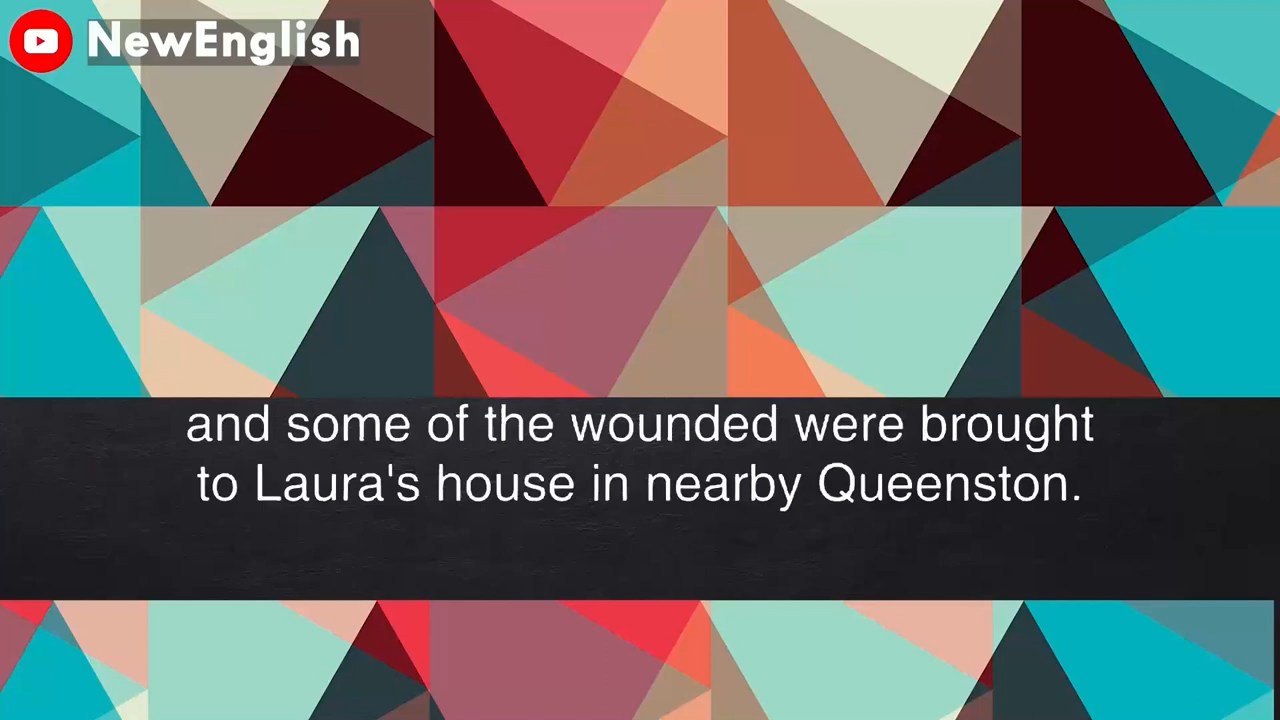 NewEnglish
and some of the wounded were brought
to Laura's house in nearby Queenston.